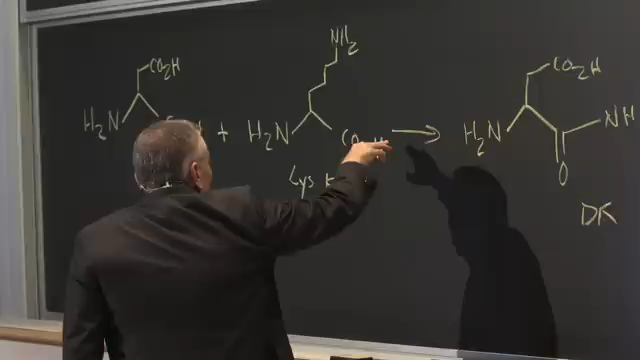 CO₂H
H₂N
+
NH₂
H₂N
Lys
→
CO₂H
H₂N
NH
O
DK